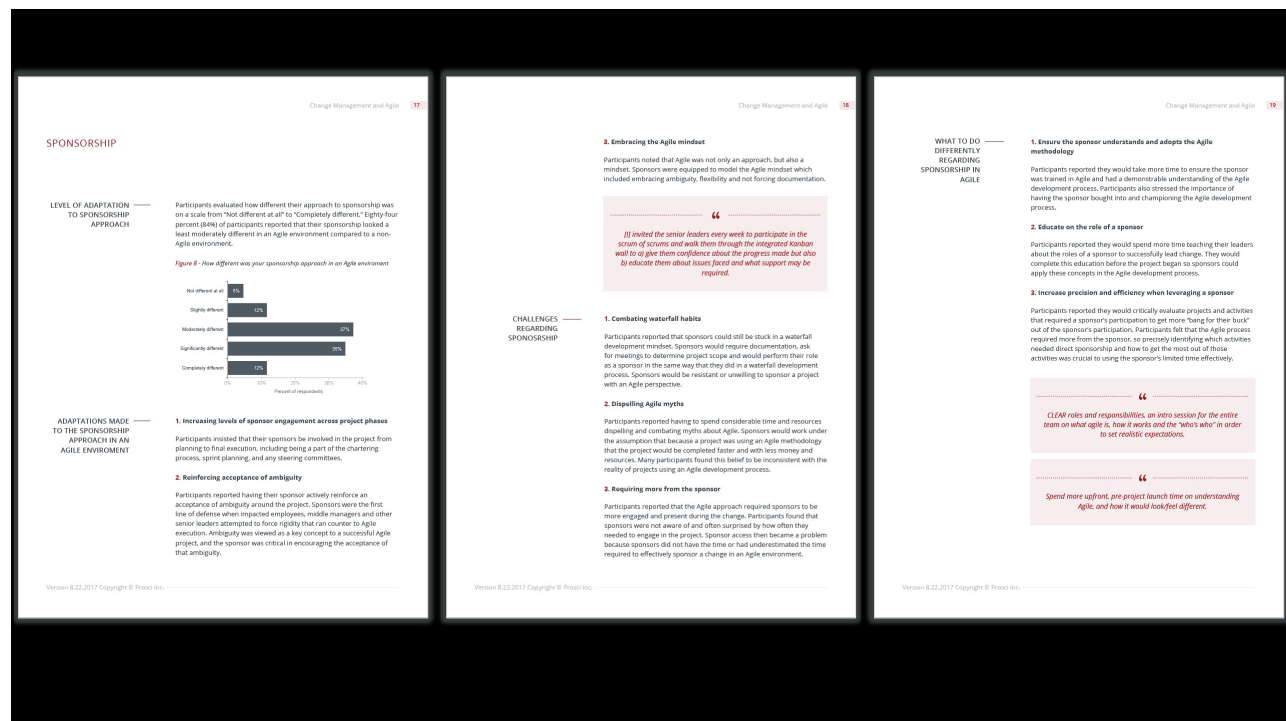 Change Management and Agile 17
SPONSORSHIP
LEVEL OF ADAPTATION
TO SPONSORSHIP
APPROACH
Participants evaluated how different their approach to sponsorship was
on a scale from “Not different at all” to “Completely different.” Eighty-four
percent (84%) of participants reported that their sponsorship looked a
least moderately different in an Agile environment compared to a non-
Agile environment.
Figure 8 - How different was your sponsorship approach in an Agile enviroment
Not different at all 5%
Slightly different 12%
Moderately different 37%
Significantly different 35%
Completely different 12%
0% 10% 20% 30% 40%
Percent of respondents
ADAPTATIONS MADE
TO THE SPONSORSHIP
APPROACH IN AN
AGILE ENVIROMENT
1. Increasing levels of sponsor engagement across project phases
Participants insisted that their sponsors be involved in the project from
planning to final execution, including being a part of the chartering
process, sprint planning, and any steering committees.
2. Reinforcing acceptance of ambiguity
Participants reported having their sponsor actively reinforce an
acceptance of ambiguity around the project. Sponsors were the first
line of defense when impacted employees, middle managers and other
senior leaders attempted to force rigidity that ran counter to Agile
execution. Ambiguity was viewed as a key concept to a successful Agile
project, and the sponsor was critical in encouraging the acceptance of
that ambiguity.
Version 8.22.2017 Copyright © Prosci Inc.
Change Management and Agile 18
3. Embracing the Agile mindset
Participants noted that Agile was not only an approach, but also a
mindset. Sponsors were equipped to model the Agile mindset which
included embracing ambiguity, flexibility and not forcing documentation.
“
[I] invited the senior leaders every week to participate in the
scrum of scrums and walk them through the integrated Kanban
wall to a) give them confidence about the progress made but also
b) educate them about issues faced and what support may be
required.
CHALLENGES
REGARDING
SPONOSRSHIP
1. Combating waterfall habits
Participants reported that sponsors could still be stuck in a waterfall
development mindset. Sponsors would require documentation, ask
for meetings to determine project scope and would perform their role
as a sponsor in the same way that they did in a waterfall development
process. Sponsors would be resistant or unwilling to sponsor a project
with an Agile perspective.
2. Dispelling Agile myths
Participants reported having to spend considerable time and resources
dispelling and combating myths about Agile. Sponsors would work under
the assumption that because a project was using an Agile methodology
that the project would be completed faster and with less money and
resources. Many participants found this belief to be inconsistent with the
reality of projects using an Agile development process.
3. Requiring more from the sponsor
Participants reported that the Agile approach required sponsors to be
more engaged and present during the change. Participants found that
sponsors were not aware of and often surprised by how often they
needed to engage in the project. Sponsor access then became a problem
because sponsors did not have the time or had underestimated the time
required to effectively sponsor a change in an Agile environment.
Version 8.22.2017 Copyright © Prosci Inc.
Change Management and Agile 19
WHAT TO DO
DIFFERENTLY
REGARDING
SPONSORSHIP IN
AGILE
1. Ensure the sponsor understands and adopts the Agile
methodology
Participants reported they would take more time to ensure the sponsor
was trained in Agile and had a demonstrable understanding of the Agile
development process. Participants also stressed the importance of
having the sponsor bought into and championing the Agile development
process.
2. Educate on the role of a sponsor
Participants reported they would spend more time teaching their leaders
about the roles of a sponsor to successfully lead change. They would
complete this education before the project began so sponsors could
apply these concepts in the Agile development process.
3. Increase precision and efficiency when leveraging a sponsor
Participants reported they would critically evaluate projects and activities
that required a sponsor's participation to get more “bang for their buck”
out of the sponsor's participation. Participants felt that the Agile process
required more from the sponsor, so precisely identifying which activities
needed direct sponsorship and how to get the most out of those
activities was crucial to using the sponsor's limited time effectively.
“
CLEAR roles and responsibilities, an intro session for the entire
team on what agile is, how it works and the “who's who” in order
to set realistic expectations.
“
Spend more upfront, pre-project launch time on understanding
Agile, and how it would look/feel different.
Version 8.22.2017 Copyright © Prosci Inc.